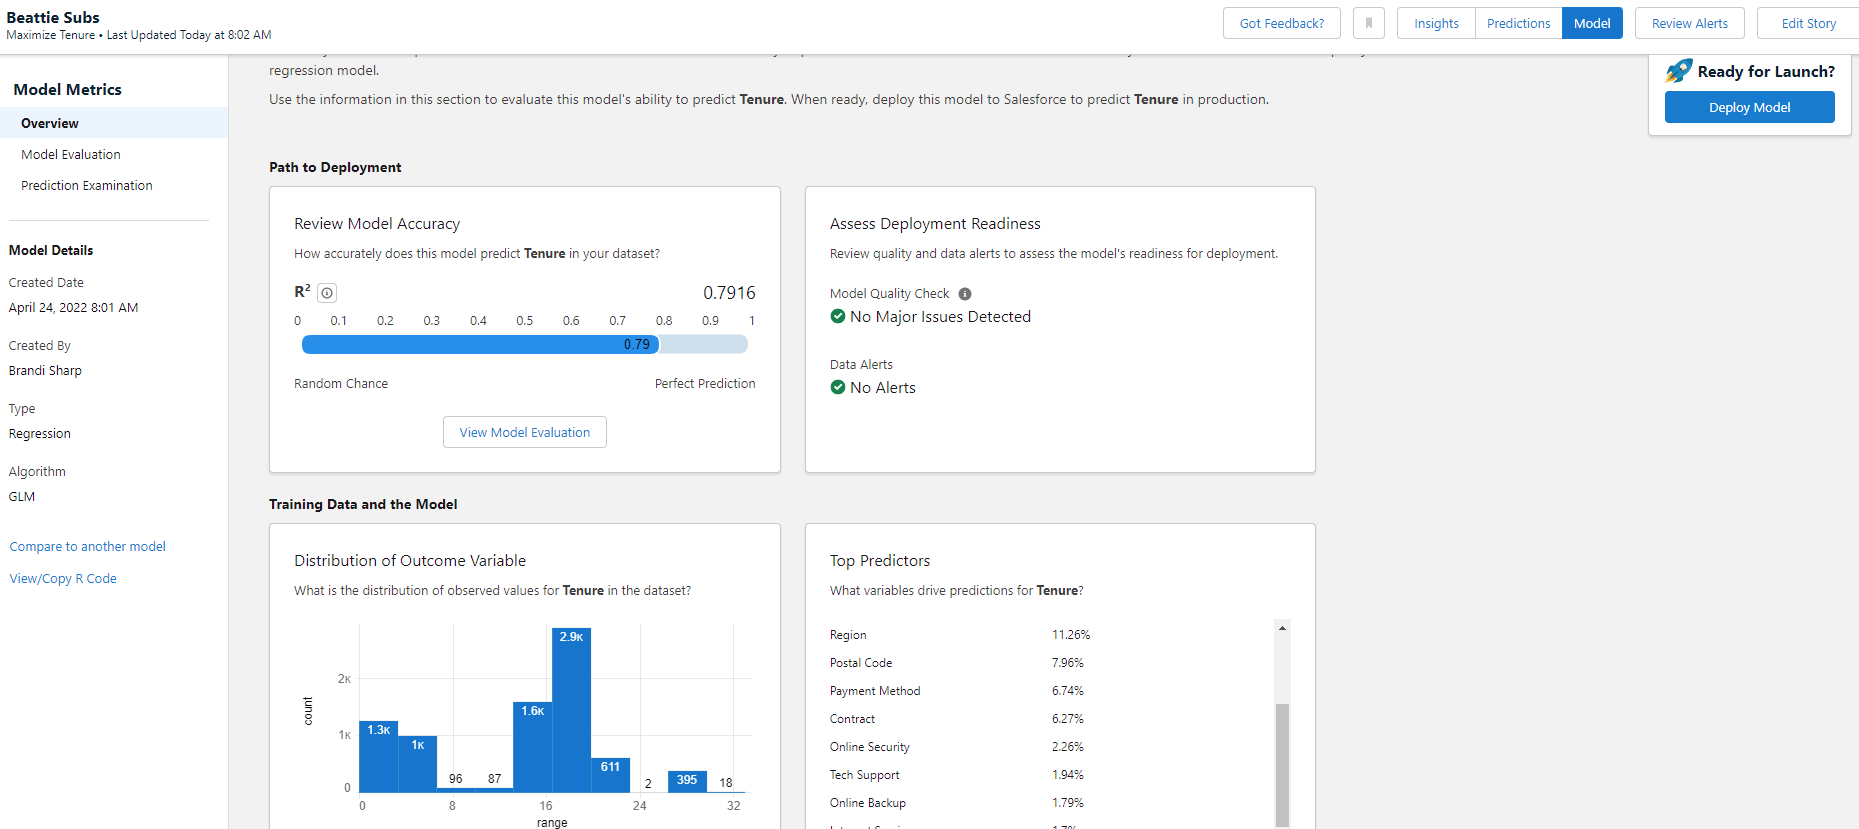 Beattie Subs
Maximize Tenure • Last Updated Today at 8:02 AM
Got Feedback?
Insights
Predictions
Model
Review Alerts
Edit Story
Model Metrics
Overview
Model Evaluation
Prediction Examination
Model Details
Created Date
April 24, 2022 8:01 AM
Created By
Brandi Sharp
Type
Regression
Algorithm
GLM
Compare to another model
View/Copy R Code
regression model.
Use the information in this section to evaluate this model's ability to predict Tenure. When ready, deploy this model to Salesforce to predict Tenure in production.
Ready for Launch?
Deploy Model
Path to Deployment
Review Model Accuracy
How accurately does this model predict Tenure in your dataset?
R²
0.7916
0 0.1 0.2 0.3 0.4 0.5 0.6 0.7 0.8 0.9 1
0.79
Random Chance
Perfect Prediction
View Model Evaluation
Assess Deployment Readiness
Review quality and data alerts to assess the model's readiness for deployment.
Model Quality Check
No Major Issues Detected
Data Alerts
No Alerts
Training Data and the Model
Distribution of Outcome Variable
What is the distribution of observed values for Tenure in the dataset?
count
2K
1K
0
1.3K
1K
96
87
1.6K
2.9K
611
2
395
18
0 8 16 24 32
range
Top Predictors
What variables drive predictions for Tenure?
Region 11.26%
Postal Code 7.96%
Payment Method 6.74%
Contract 6.27%
Online Security 2.26%
Tech Support 1.94%
Online Backup 1.79%